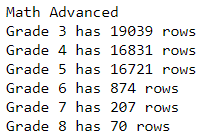 Math Advanced
Grade 3 has 19039 rows
Grade 4 has 16831 rows
Grade 5 has 16721 rows
Grade 6 has 874 rows
Grade 7 has 207 rows
Grade 8 has 70 rows